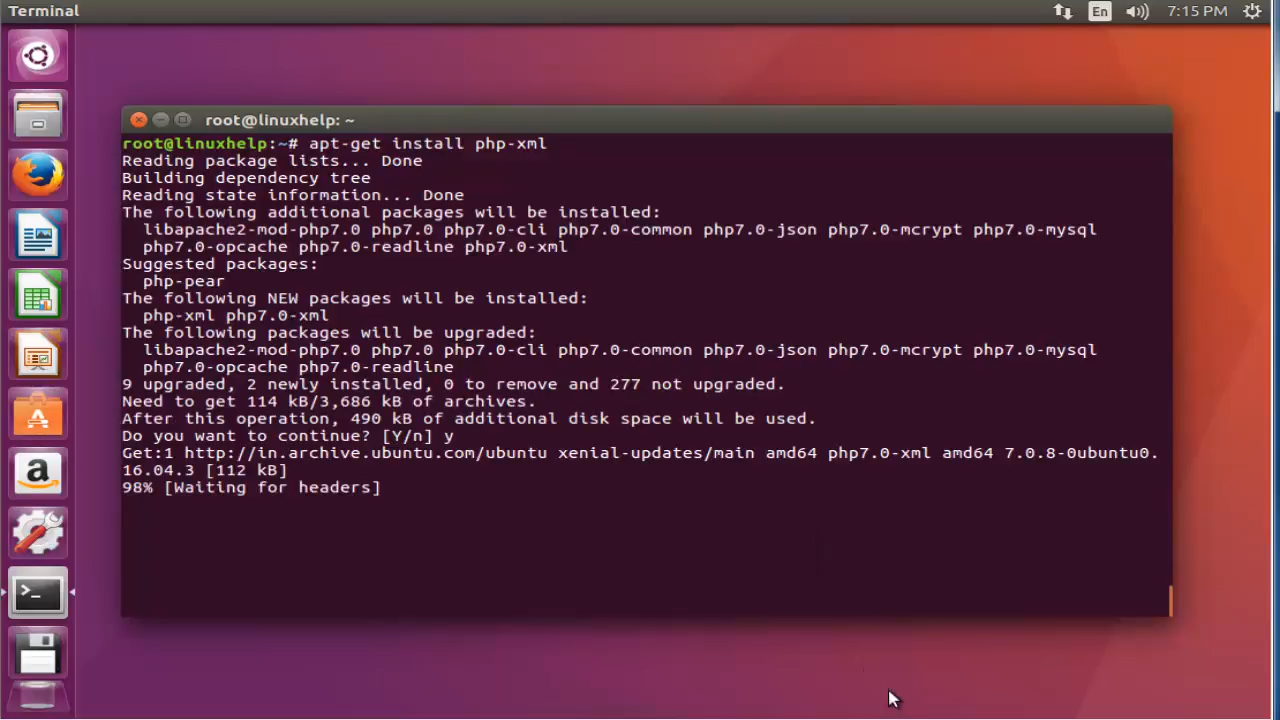 Terminal
En
7:15 PM
root@linuxhelp: ~
root@linuxhelp:~# apt-get install php-xml
Reading package lists... Done
Building dependency tree
Reading state information... Done
The following additional packages will be installed:
libapache2-mod-php7.0 php7.0 php7.0-cli php7.0-common php7.0-json php7.0-mcrypt php7.0-mysql
php7.0-opcache php7.0-readline php7.0-xml
Suggested packages:
php-pear
The following NEW packages will be installed:
php-xml php7.0-xml
The following packages will be upgraded:
libapache2-mod-php7.0 php7.0 php7.0-cli php7.0-common php7.0-json php7.0-mcrypt php7.0-mysql
php7.0-opcache php7.0-readline
9 upgraded, 2 newly installed, 0 to remove and 277 not upgraded.
Need to get 114 kB/3,686 kB of archives.
After this operation, 490 kB of additional disk space will be used.
Do you want to continue? [Y/n] y
Get:1 http://in.archive.ubuntu.com/ubuntu xenial-updates/main amd64 php7.0-xml amd64 7.0.8-0ubuntu0.
16.04.3 [112 kB]
98% [Waiting for headers]